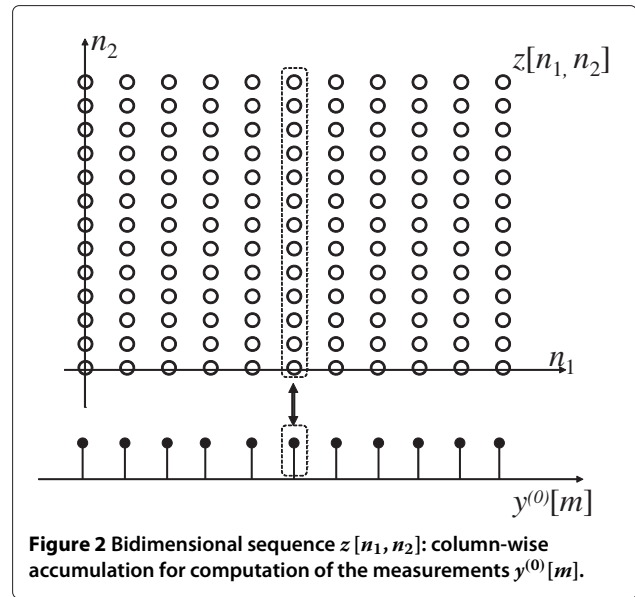 n₂
z[n₁, n₂]
n₁
y⁽⁰⁾[m]
Figure 2 Bidimensional sequence z [n₁, n₂]: column-wise
accumulation for computation of the measurements y⁽⁰⁾[m].